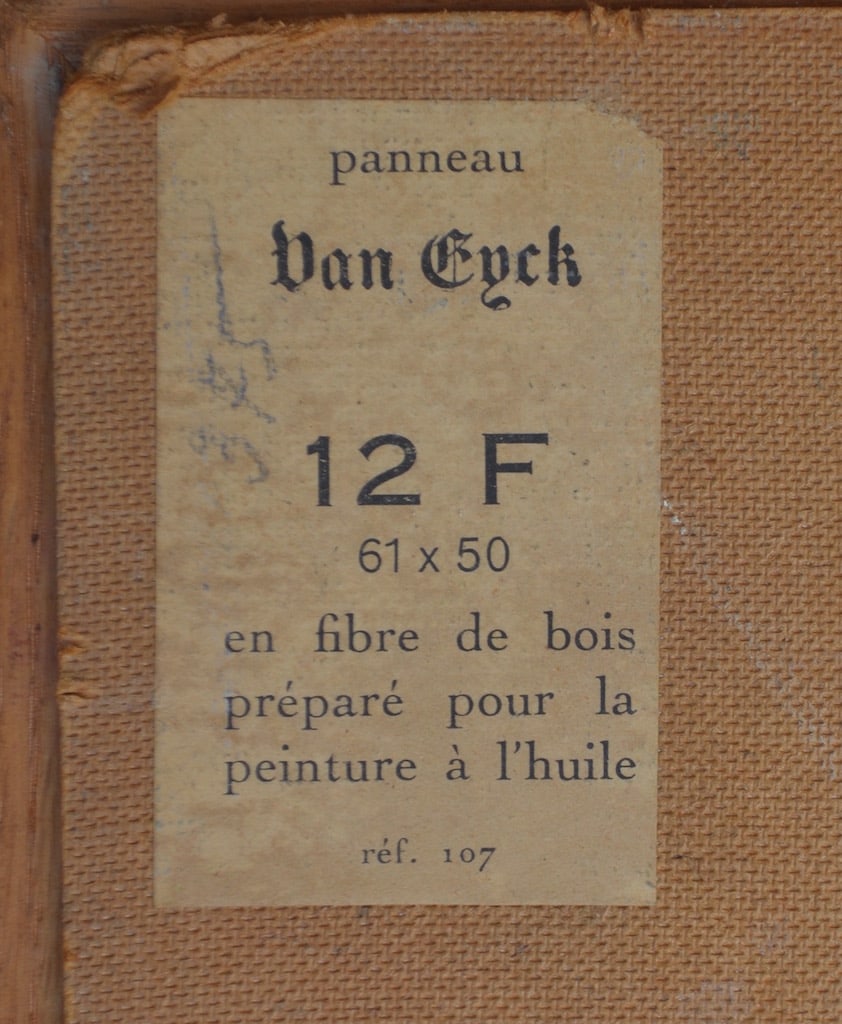 panneau
Van Eyck
12 F
61 x 50
en fibre de bois
préparé pour la
peinture à l'huile
réf. 107